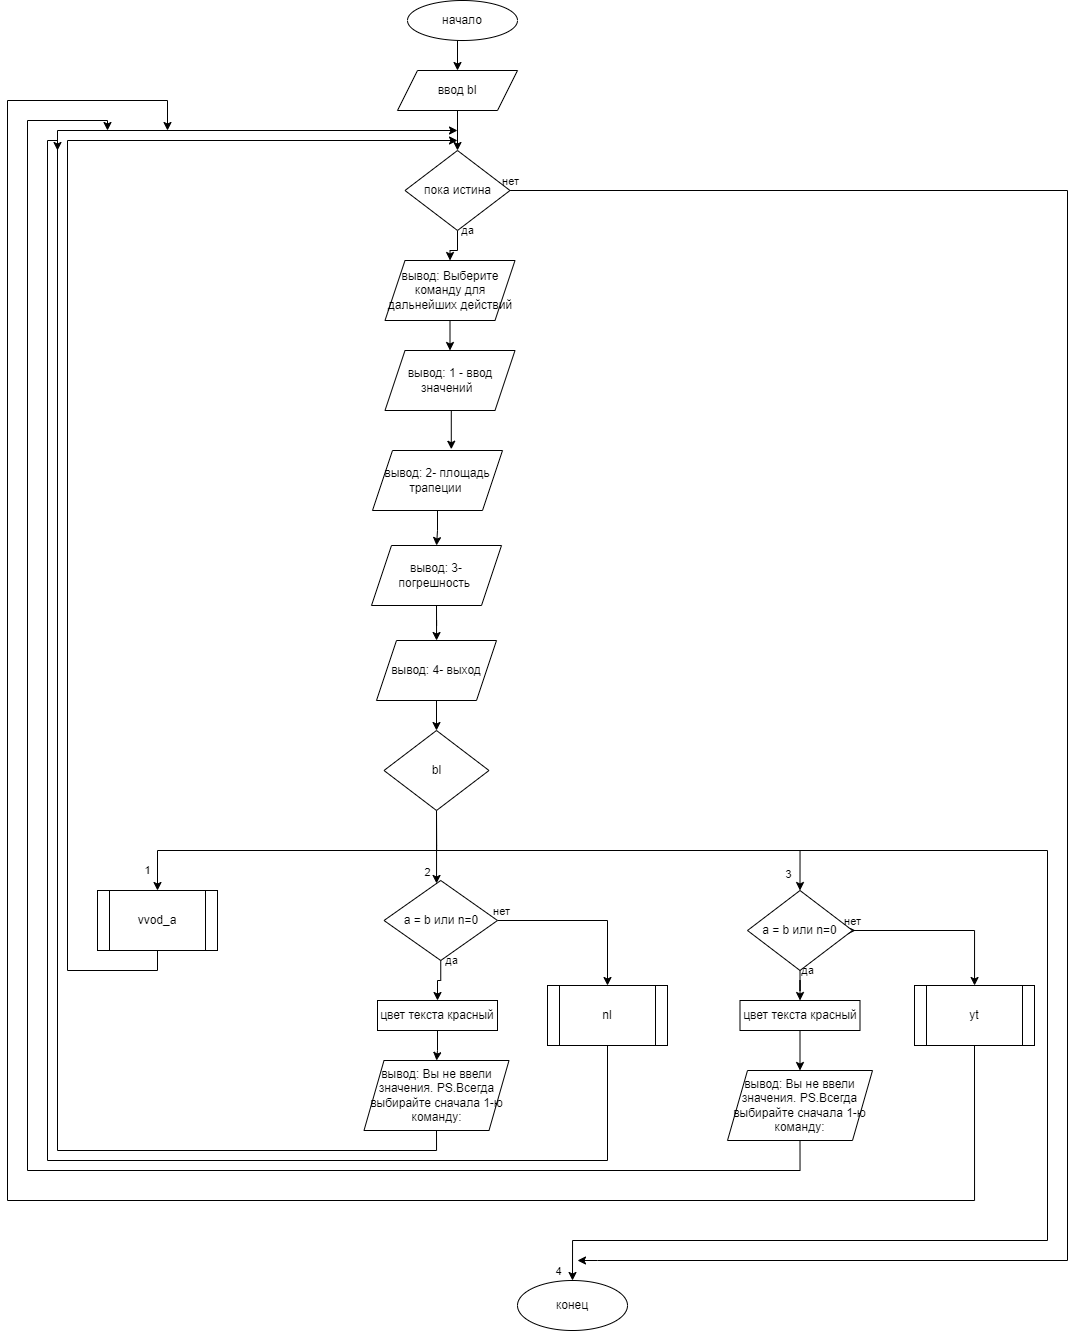 начало
ввод bl
пока истина
нет
да
вывод: Выберите
команду для
дальнейших действий
вывод: 1 - ввод
значений
вывод: 2- площадь
трапеции
вывод: 3-
погрешность
вывод: 4- выход
bl
1
2
3
vvod_a
a = b или n=0
нет
да
a = b или n=0
нет
да
цвет текста красный
nl
цвет текста красный
yt
вывод: Вы не ввели
значения. PS.Всегда
выбирайте сначала 1-ю
команду:
вывод: Вы не ввели
значения. PS.Всегда
выбирайте сначала 1-ю
команду:
4
конец